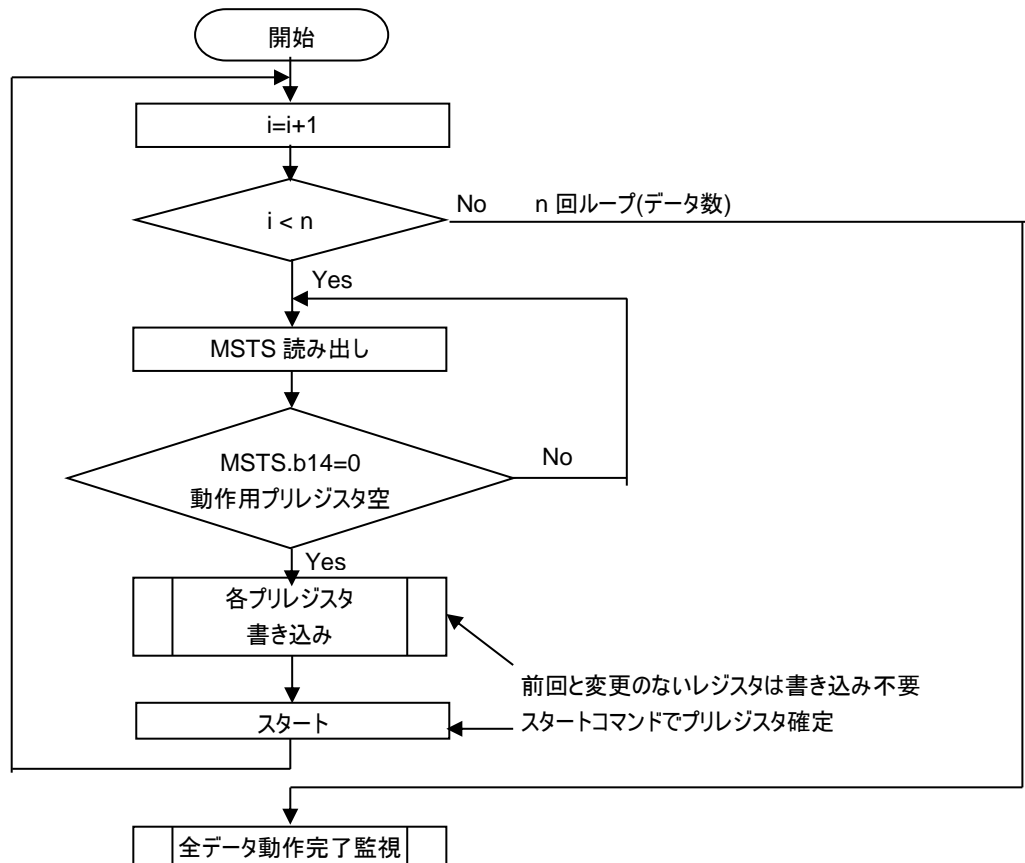 開始
i=i+1
i < n
No
n 回ループ(データ数)
Yes
MSTS 読み出し
MSTS.b14=0
動作用プリレジスタ空
No
Yes
各プリレジスタ
書き込み
前回と変更のないレジスタは書き込み不要
スタートコマンドでプリレジスタ確定
スタート
全データ動作完了監視